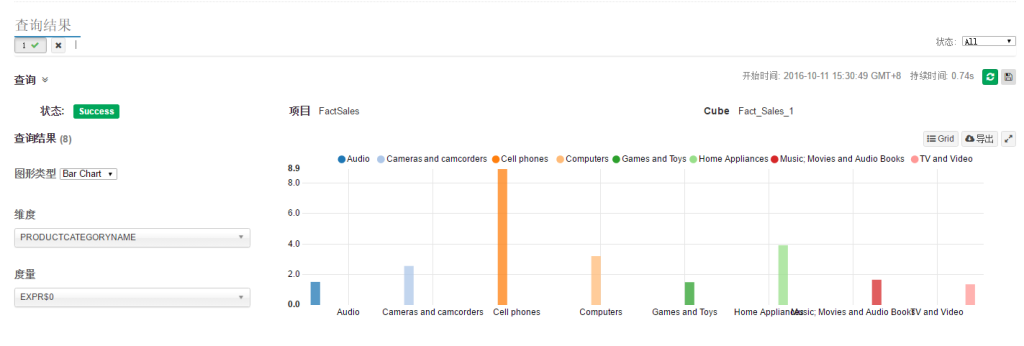 查询结果
1
状态: All
查询
开始时间: 2016-10-11 15:30:49 GMT+8 持续时间: 0.74s
状态: Success 项目 FactSales Cube Fact_Sales_1
查询结果 (8)
Grid 导出
Audio Cameras and camcorders Cell phones Computers Games and Toys Home Appliances Music; Movies and Audio Books TV and Video
图形类型 Bar Chart
维度
PRODUCTCATEGORYNAME
度量
EXPR$0
8.9
8.0
6.0
4.0
2.0
0.0
Audio Cameras and camcorders Cell phones Computers Games and Toys Home Appliances Music; Movies and Audio Books TV and Video